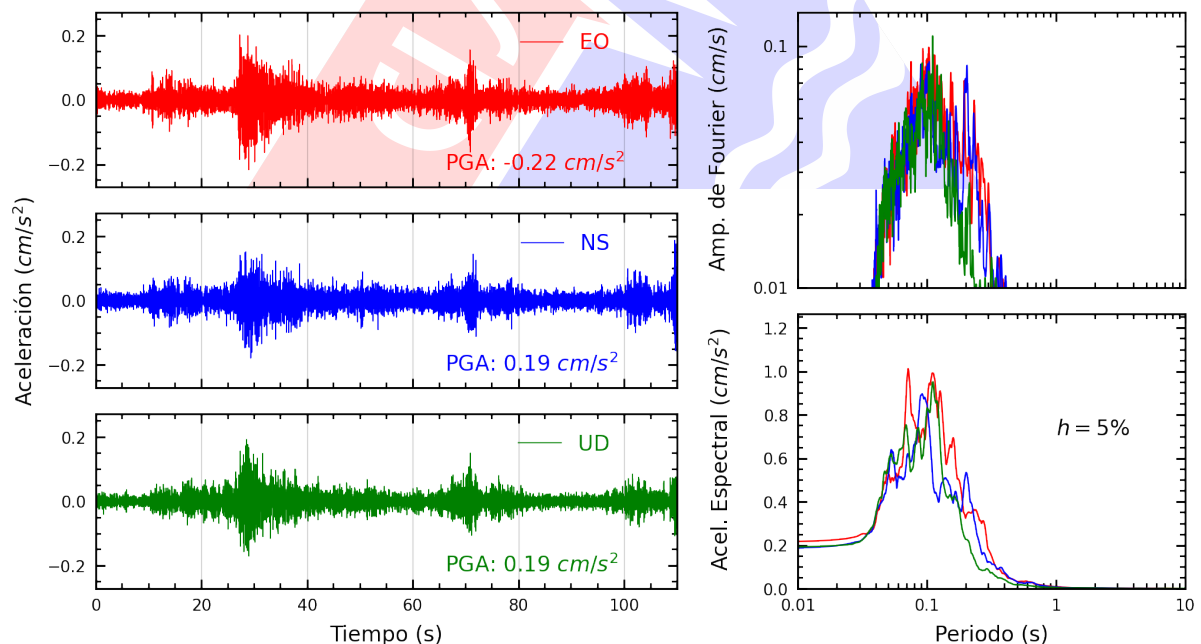 Aceleración (cm/s²)
0.2
0.0
−0.2
EO
PGA: -0.22 cm/s²
0.2
0.0
−0.2
NS
PGA: 0.19 cm/s²
0.2
0.0
−0.2
UD
PGA: 0.19 cm/s²
0 20 40 60 80 100
Tiempo (s)
Amp. de Fourier (cm/s)
0.1
0.01
Acel. Espectral (cm/s²)
1.2
1.0
0.8
0.6
0.4
0.2
0.0
h = 5%
0.01 0.1 1 10
Periodo (s)